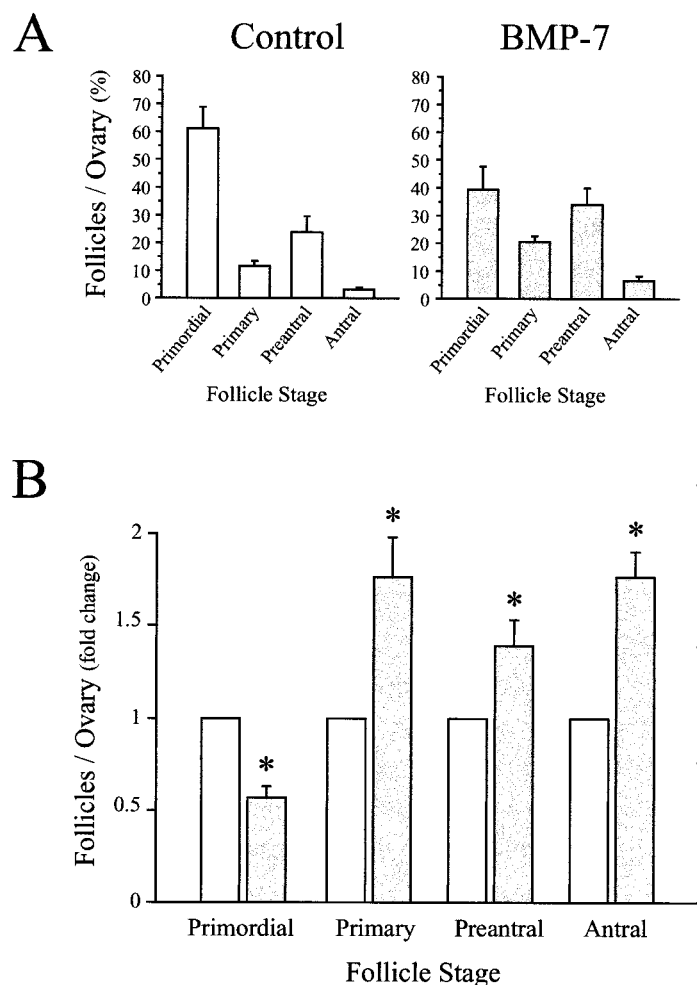 A
Control
BMP-7
Follicles / Ovary (%)
80
70
60
50
40
30
20
10
0
Primordial
Primary
Preantral
Antral
Follicle Stage
80
70
60
50
40
30
20
10
0
Primordial
Primary
Preantral
Antral
Follicle Stage
B
Follicles / Ovary (fold change)
2
1.5
1
0.5
0
*
*
*
*
Primordial
Primary
Preantral
Antral
Follicle Stage